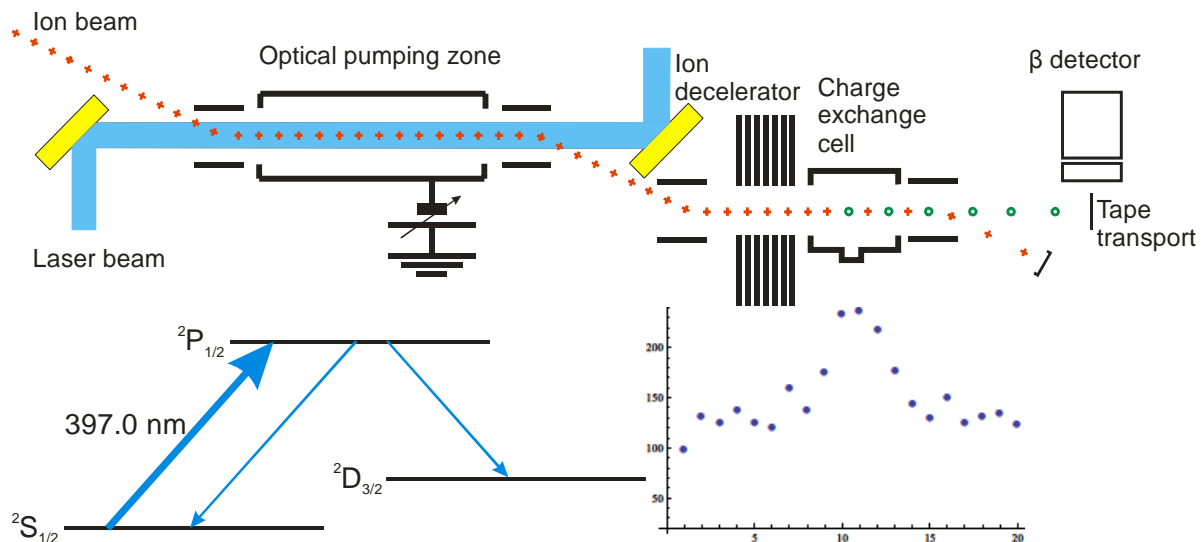 Ion beam
Optical pumping zone
Ion
decelerator
Charge
exchange
cell
β detector
Tape
transport
Laser beam
²P₁/₂
397.0 nm
²D₃/₂
²S₁/₂
200
150
100
50
5
10
15
20